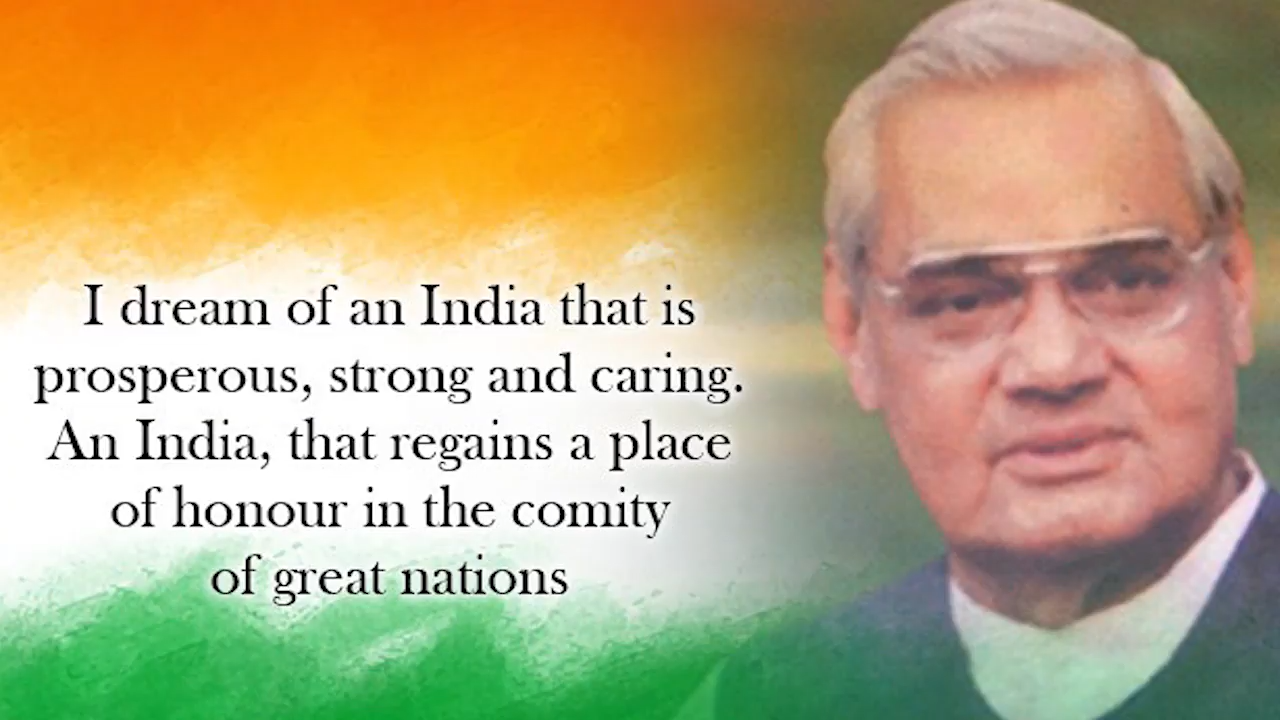 I dream of an India that is
prosperous, strong and caring.
An India, that regains a place
of honour in the comity
of great nations